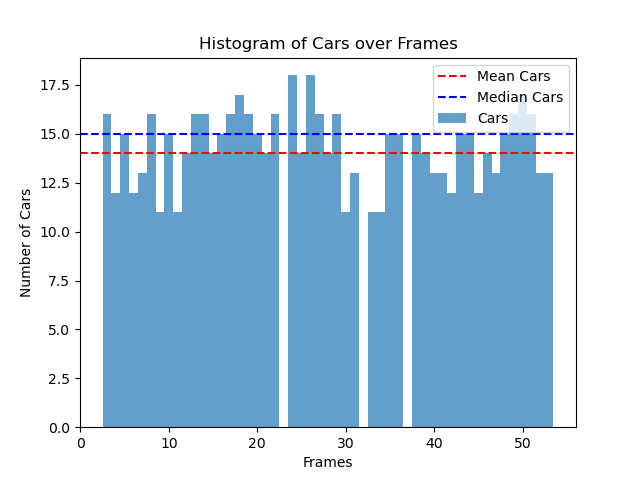 Histogram of Cars over Frames
Number of Cars
17.5
15.0
12.5
10.0
7.5
5.0
2.5
0.0
Mean Cars
Median Cars
Cars
0 10 20 30 40 50
Frames